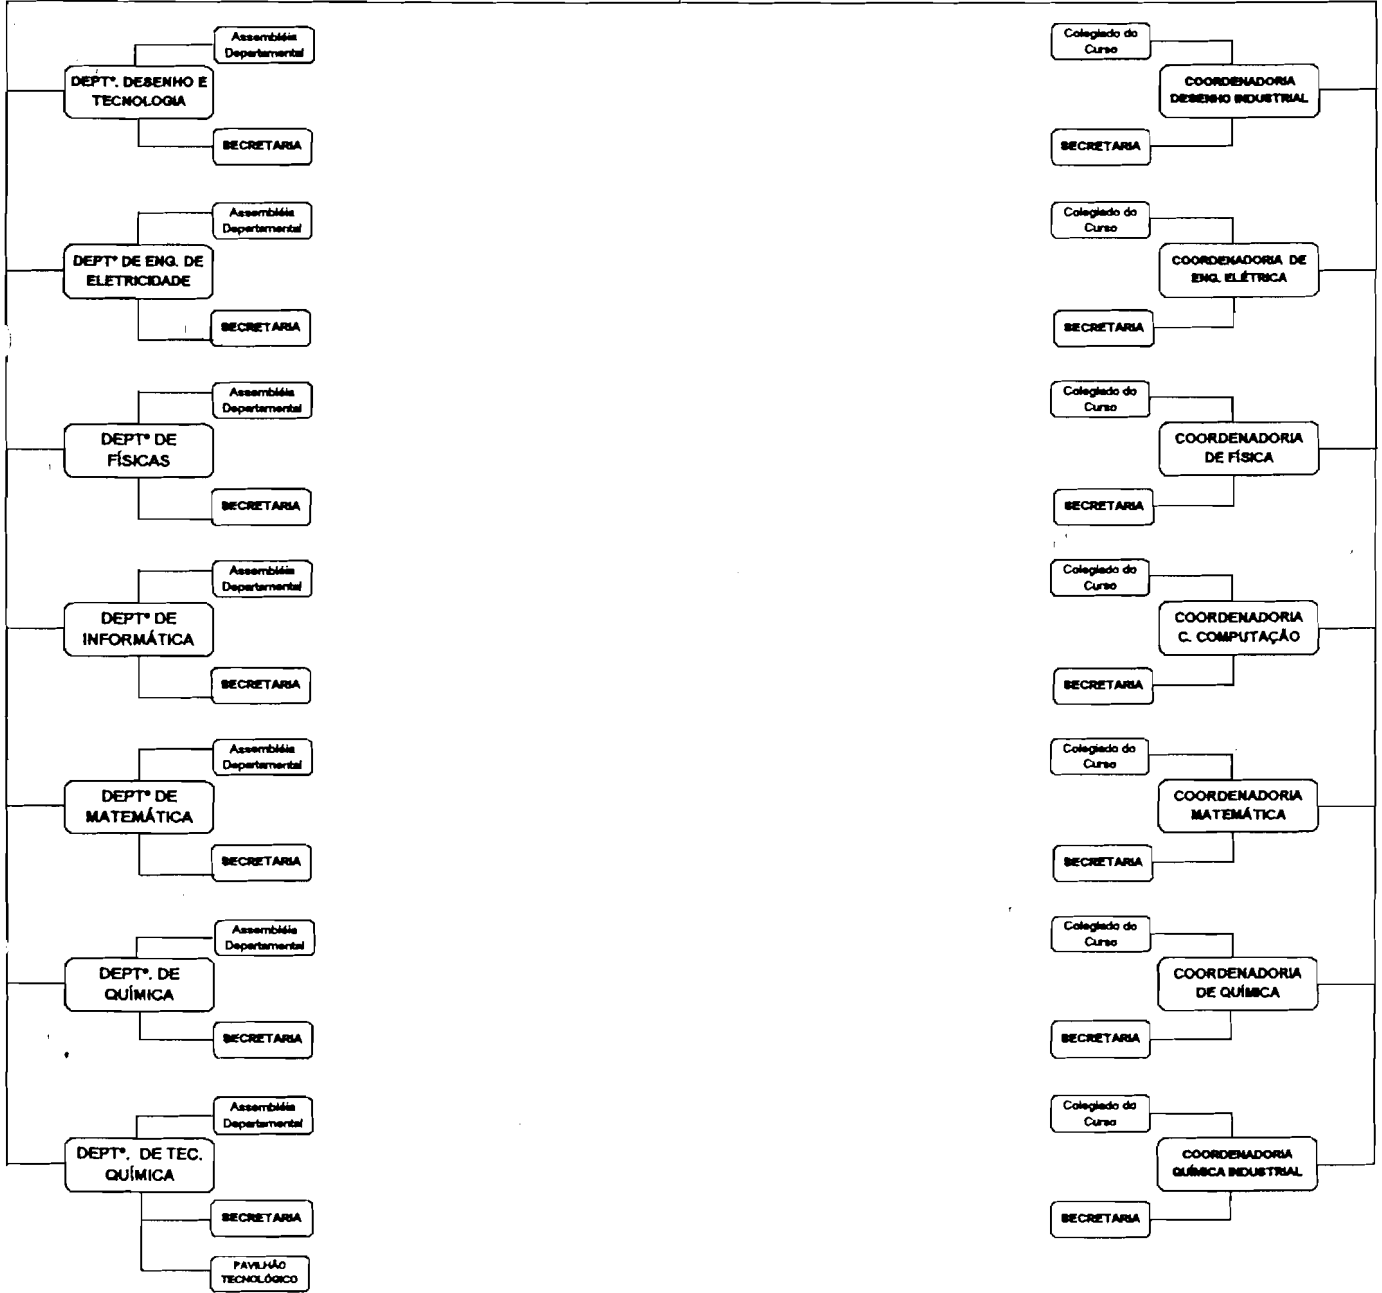 Assembléia
Departamental
DEPTº. DESENHO E
TECNOLOGIA
SECRETARIA
Assembléia
Departamental
DEPTº DE ENG. DE
ELETRICIDADE
SECRETARIA
Assembléia
Departamental
DEPTº DE
FÍSICAS
SECRETARIA
Assembléia
Departamental
DEPTº DE
INFORMÁTICA
SECRETARIA
Assembléia
Departamental
DEPTº DE
MATEMÁTICA
SECRETARIA
Assembléia
Departamental
DEPTº. DE
QUÍMICA
SECRETARIA
Assembléia
Departamental
DEPTº. DE TEC.
QUÍMICA
SECRETARIA
PAVILHÃO
TECNOLÓGICO
Colegiado do
Curso
COORDENADORIA
DESENHO INDUSTRIAL
SECRETARIA
Colegiado do
Curso
COORDENADORIA DE
ENG. ELÉTRICA
SECRETARIA
Colegiado do
Curso
COORDENADORIA
DE FÍSICA
SECRETARIA
Colegiado do
Curso
COORDENADORIA
C. COMPUTAÇÃO
SECRETARIA
Colegiado do
Curso
COORDENADORIA
MATEMÁTICA
SECRETARIA
Colegiado do
Curso
COORDENADORIA
DE QUÍMICA
SECRETARIA
Colegiado do
Curso
COORDENADORIA
QUÍMICA INDUSTRIAL
SECRETARIA